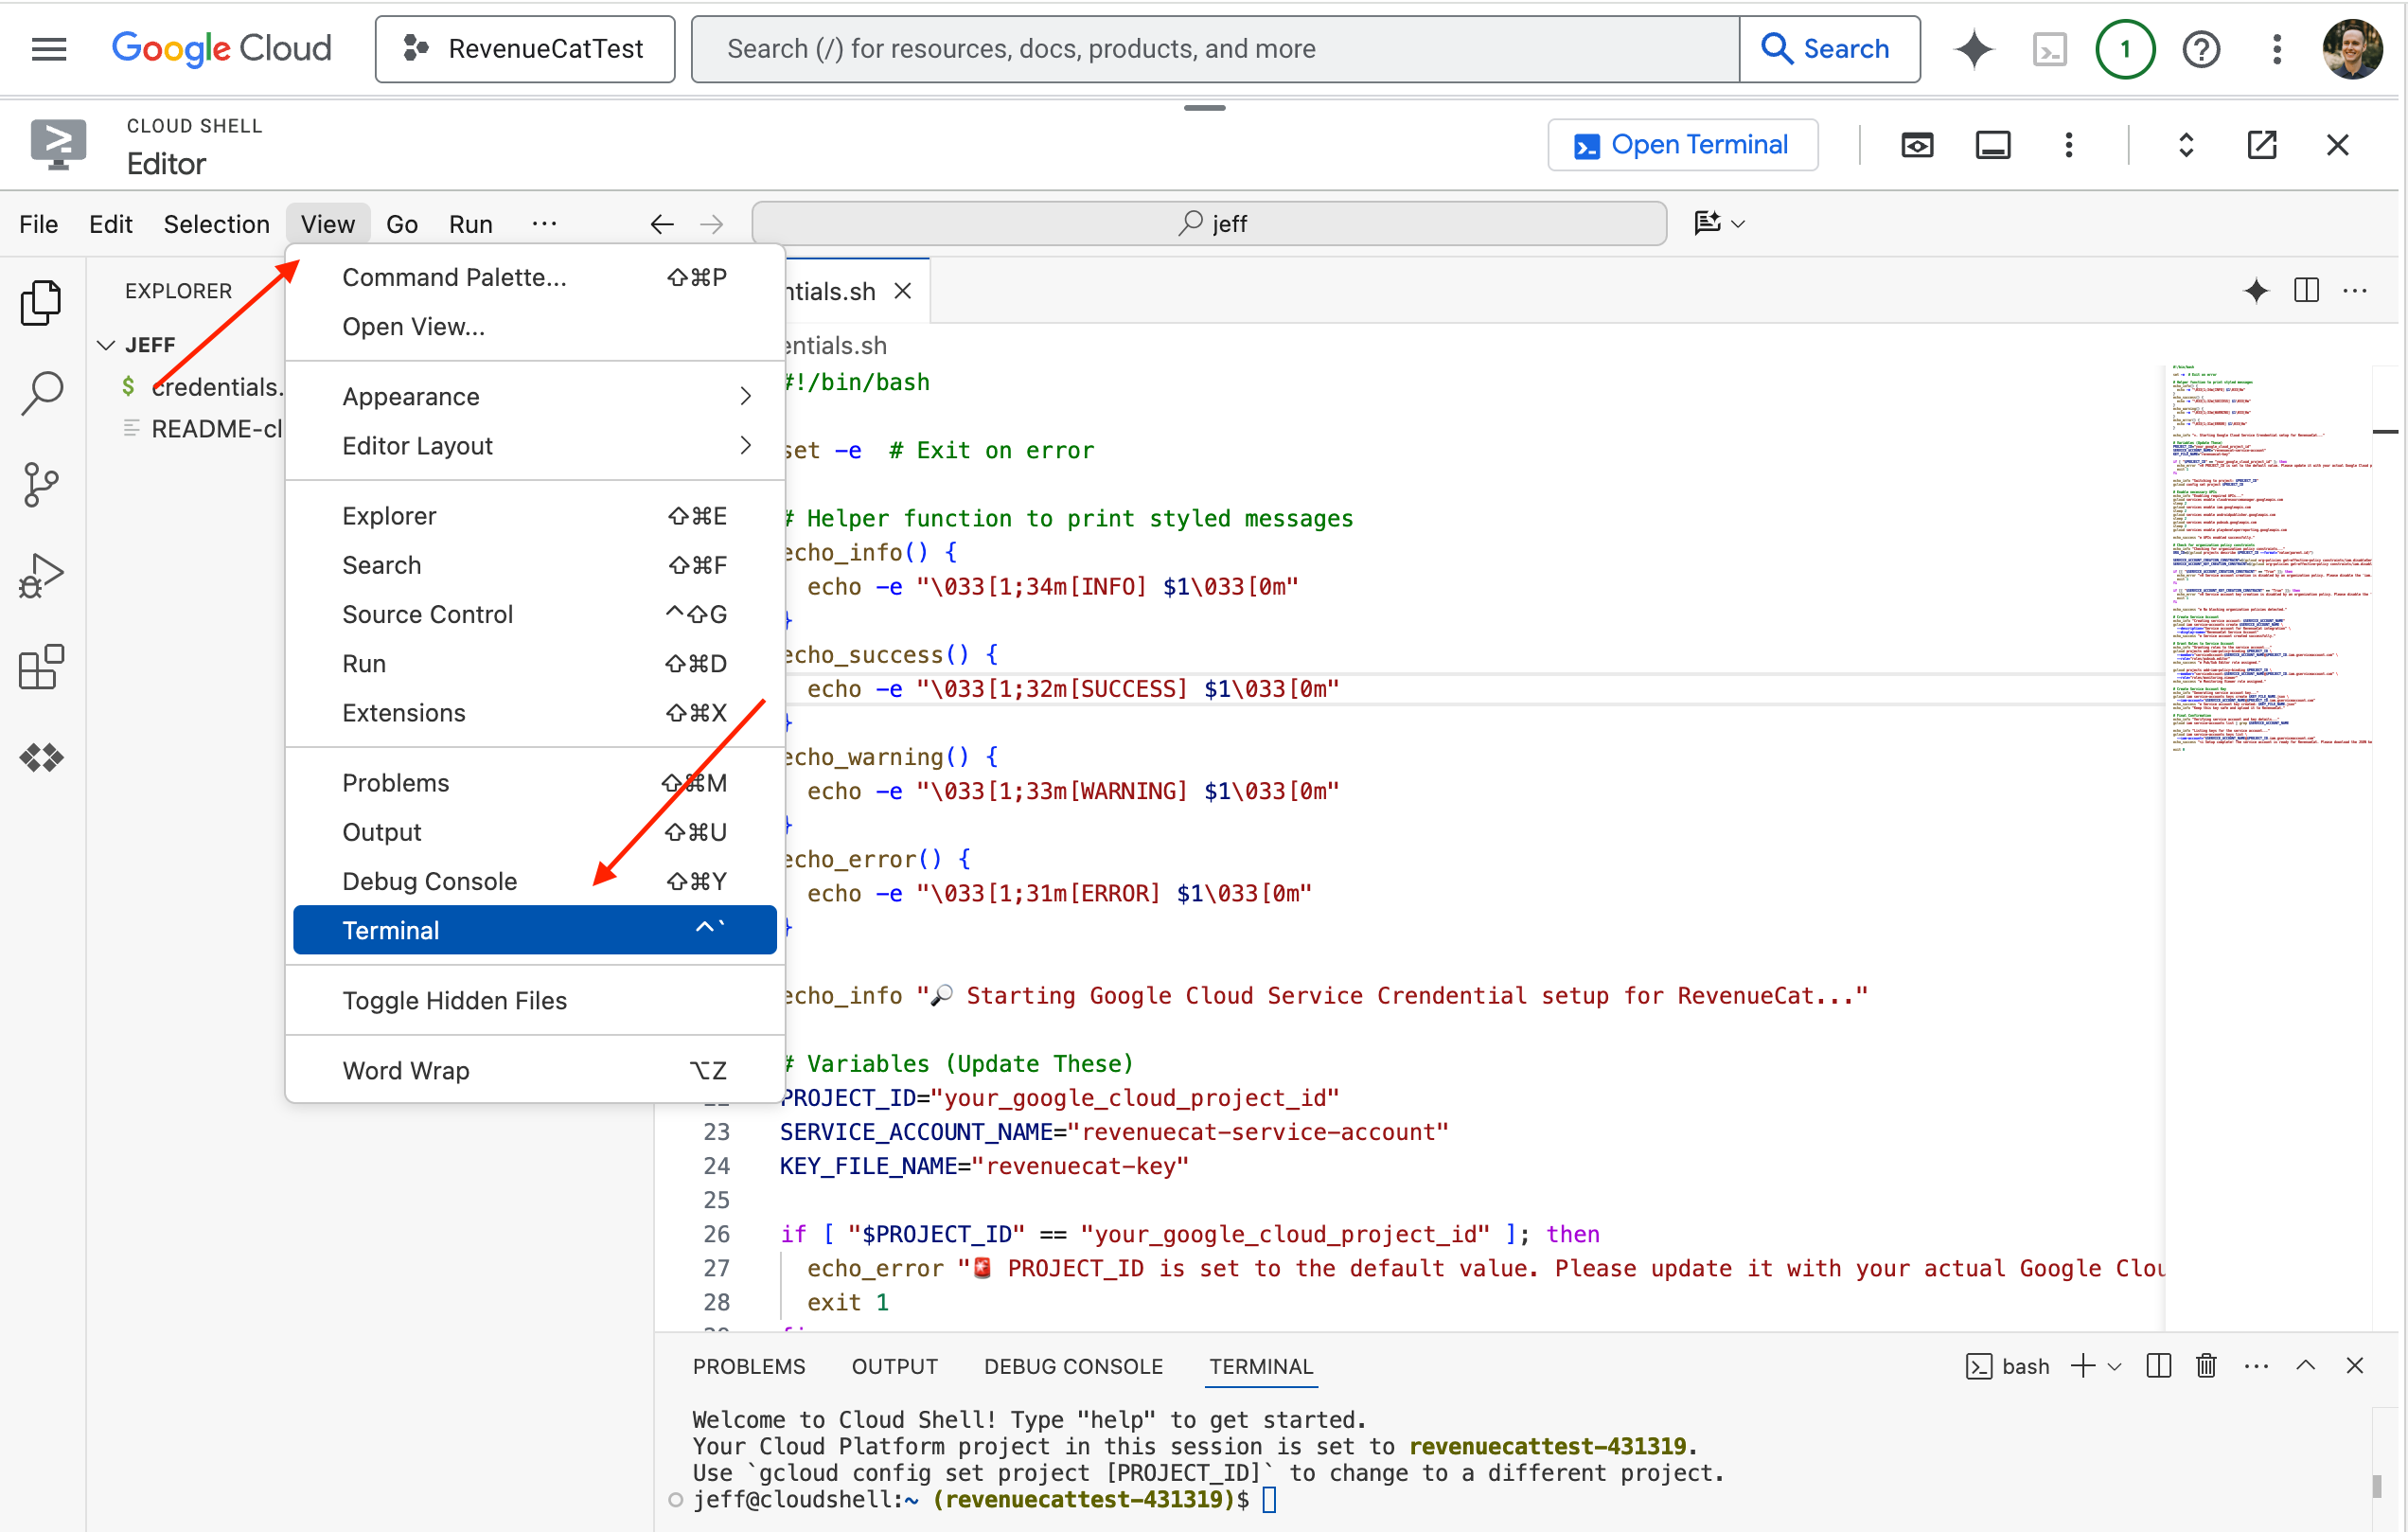 Google Cloud
RevenueCatTest
Search (/) for resources, docs, products, and more
Search
1
CLOUD SHELL
Editor
Open Terminal
File Edit Selection View Go Run ···
jeff
EXPLORER
JEFF
$ credentials.
README-cl
Command Palette... ⇧⌘P
Open View...
Appearance
Editor Layout
Explorer ⇧⌘E
Search ⇧⌘F
Source Control ^⇧G
Run ⇧⌘D
Extensions ⇧⌘X
Problems ⇧⌘M
Output ⇧⌘U
Debug Console ⇧⌘Y
Terminal ^`
Toggle Hidden Files
Word Wrap ⌥Z
ntials.sh
entials.sh
#!/bin/bash
set -e  # Exit on error
# Helper function to print styled messages
echo_info() {
echo -e "\033[1;34m[INFO] $1\033[0m"
}
echo_success() {
echo -e "\033[1;32m[SUCCESS] $1\033[0m"
}
echo_warning() {
echo -e "\033[1;33m[WARNING] $1\033[0m"
}
echo_error() {
echo -e "\033[1;31m[ERROR] $1\033[0m"
}
echo_info "🔎 Starting Google Cloud Service Crendential setup for RevenueCat..."
# Variables (Update These)
PROJECT_ID="your_google_cloud_project_id"
23 SERVICE_ACCOUNT_NAME="revenuecat-service-account"
24 KEY_FILE_NAME="revenuecat-key"
25
26 if [ "$PROJECT_ID" == "your_google_cloud_project_id" ]; then
27 echo_error "🚨 PROJECT_ID is set to the default value. Please update it with your actual Google Clou
28 exit 1
PROBLEMS OUTPUT DEBUG CONSOLE TERMINAL
bash
Welcome to Cloud Shell! Type "help" to get started.
Your Cloud Platform project in this session is set to revenuecattest-431319.
Use `gcloud config set project [PROJECT_ID]` to change to a different project.
jeff@cloudshell:~ (revenuecattest-431319)$